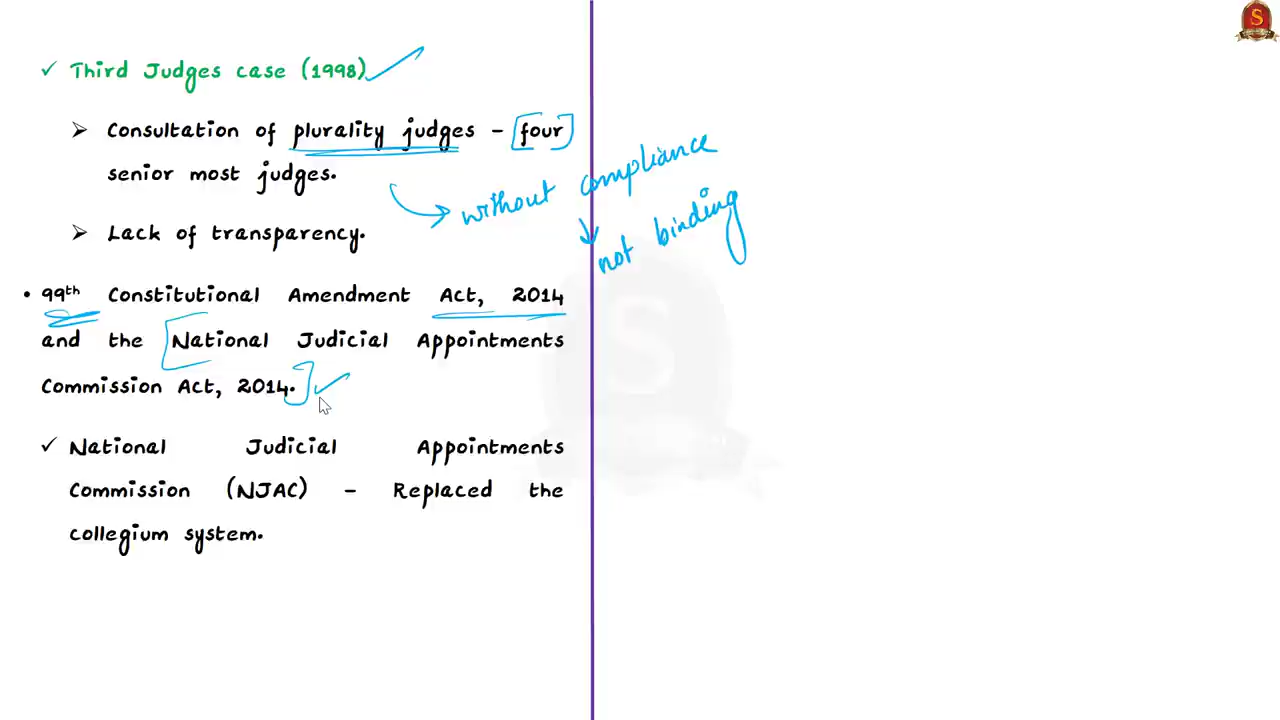 ✓ Third Judges case (1998)
➢ Consultation of plurality judges - [four]
senior most judges.
without compliance
not binding
➢ Lack of transparency.
• 99th Constitutional Amendment Act, 2014
and the [National Judicial Appointments
Commission Act, 2014.]
✓ National Judicial Appointments
Commission (NJAC) - Replaced the
collegium system.
S
S